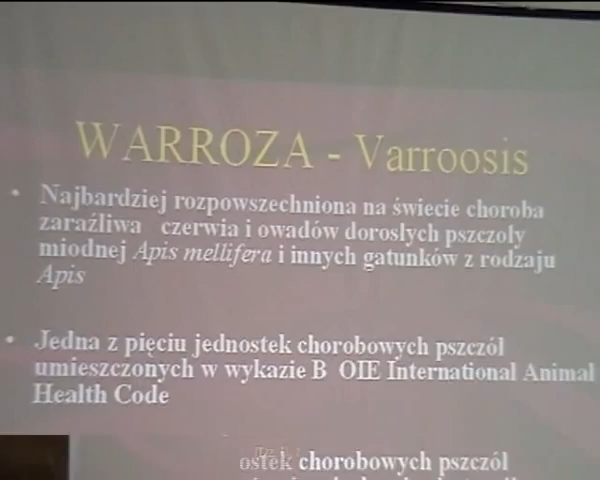 WARROZA - Varroosis
• Najbardziej rozpowszechniona na świecie choroba
zaraźliwa czerwia i owadów dorosłych pszczoły
miodnej Apis mellifera i innych gatunków z rodzaju
Apis
• Jedna z pięciu jednostek chorobowych pszczół
umieszczonych w wykazie B OIE International Animal
Health Code
ostek chorobowych pszczół